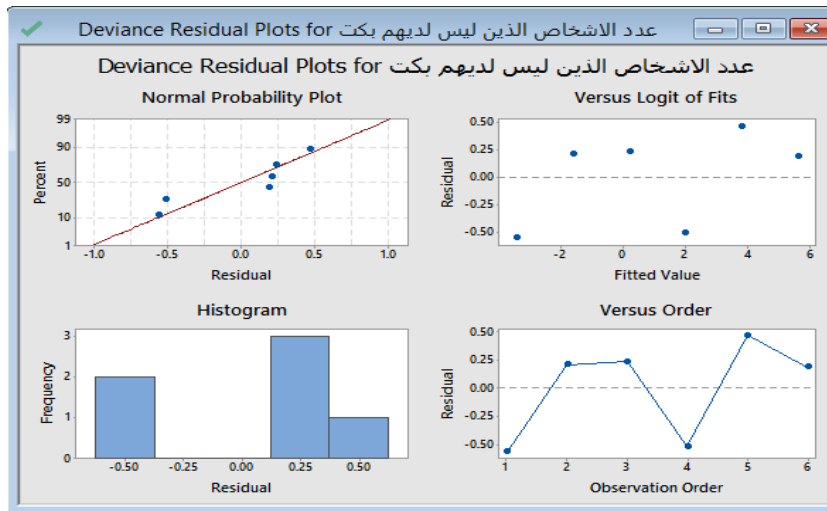 Deviance Residual Plots for عدد الاشخاص الذين ليس لديهم بكت
Deviance Residual Plots for عدد الاشخاص الذين ليس لديهم بكت
Normal Probability Plot
99
90
50
10
1
Percent
-1.0 -0.5 0.0 0.5 1.0
Residual
Versus Logit of Fits
0.50
0.25
0.00
-0.25
-0.50
Residual
-2 0 2 4 6
Fitted Value
Histogram
3
2
1
0
Frequency
-0.50 -0.25 0.00 0.25 0.50
Residual
Versus Order
0.50
0.25
0.00
-0.25
-0.50
Residual
1 2 3 4 5 6
Observation Order